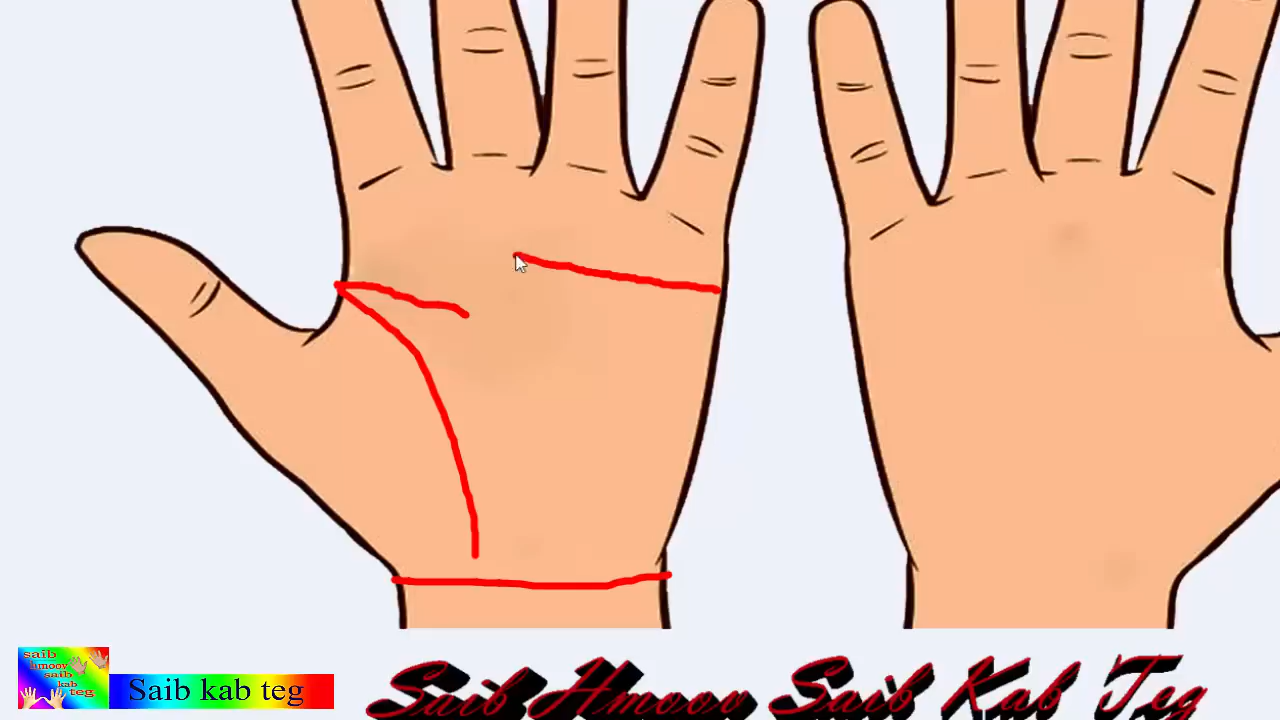 saib
hmoov
saib
kab
teg
Saib kab teg
Saib Hmoov Saib Kab Teg